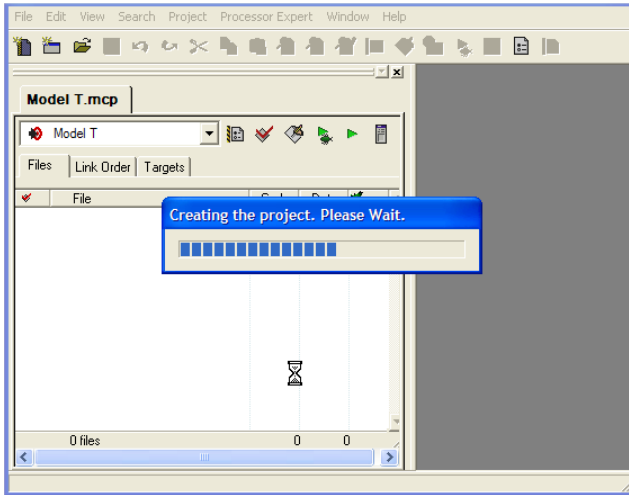 File Edit View Search Project Processor Expert Window Help
Model T.mcp
Model T
Files Link Order Targets
File
Creating the project. Please Wait.
0 files 0 0